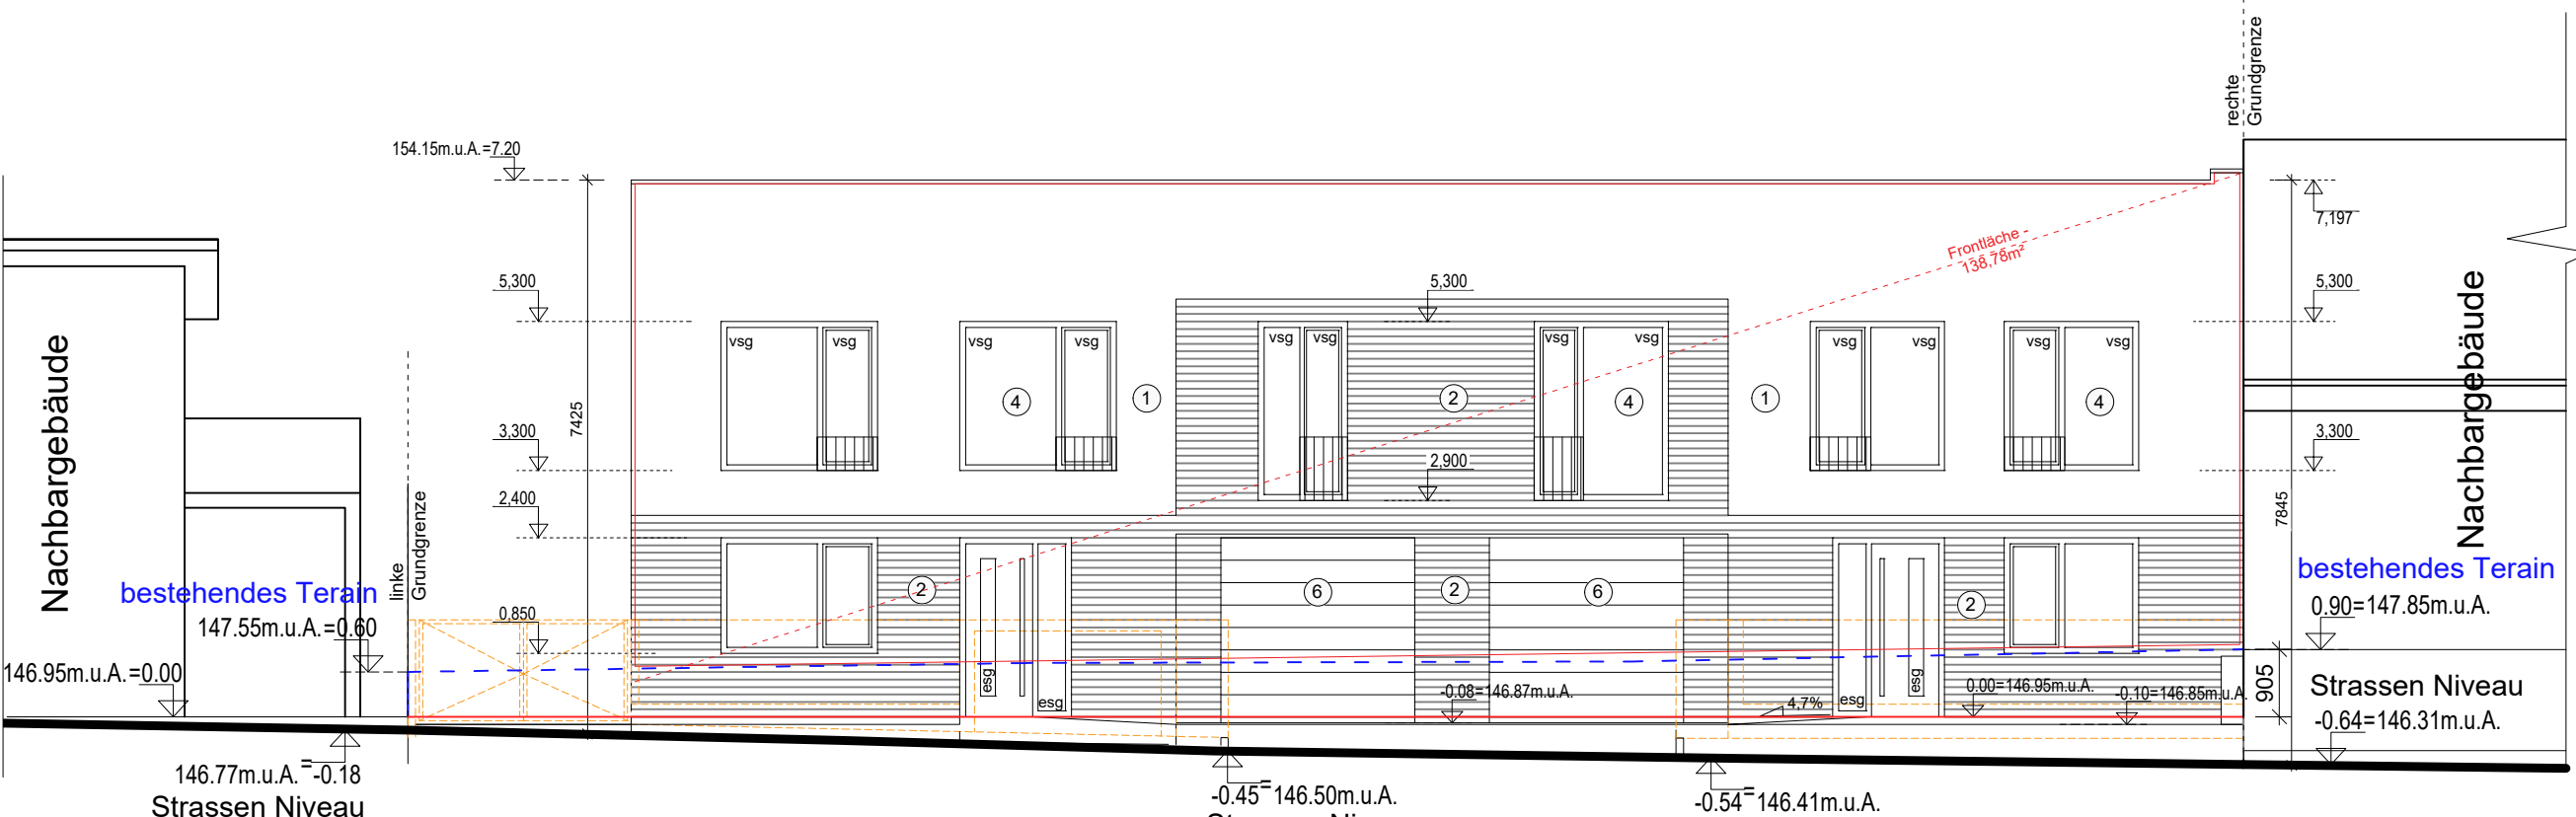 rechte
Grundgrenze
154.15m.u.A.=7.20
7,197
Frontläche -
138,78m²
5,300
5,300
5,300
vsg
vsg
vsg
vsg
vsg
vsg
vsg
vsg
vsg
vsg
vsg
vsg
4
1
2
4
1
4
7425
3,300
2,900
3,300
2,400
7845
Nachbargebäude
Nachbargebäude
linke
Grundgrenze
bestehendes Terain
147.55m.u.A.=0.60
0,850
2
6
2
6
2
bestehendes Terain
0.90=147.85m.u.A.
146.95m.u.A.=0.00
esg
esg
-0.08=146.87m.u.A.
4,7%
esg
esg
0.00=146.95m.u.A.
-0.10=146.85m.u.A.
905
Strassen Niveau
-0.64=146.31m.u.A.
146.77m.u.A.=-0.18
Strassen Niveau
-0.45=146.50m.u.A.
-0.54=146.41m.u.A.